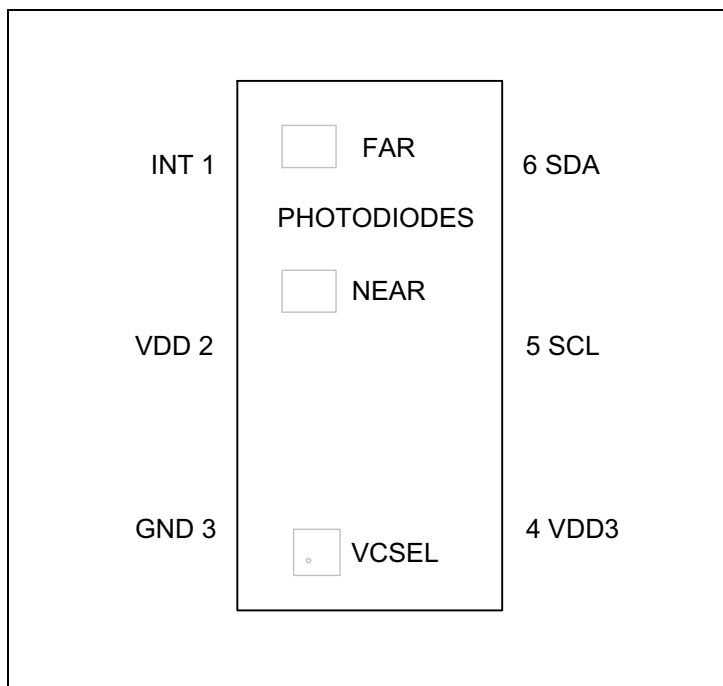 INT 1
FAR
6 SDA
PHOTODIODES
NEAR
VDD 2
5 SCL
GND 3
4 VDD3
VCSEL